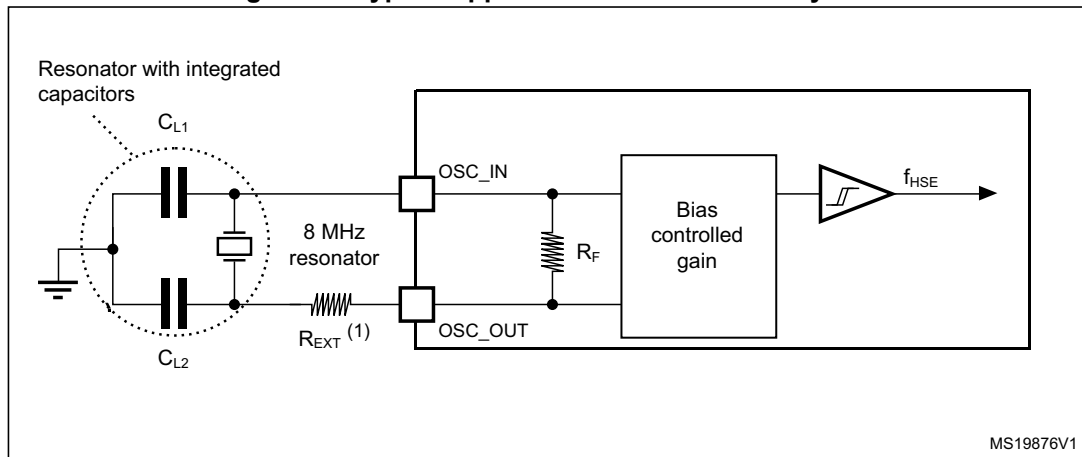 Resonator with integrated
capacitors
CL1
OSC_IN
fHSE
8 MHz
resonator
RF
Bias
controlled
gain
REXT (1)
OSC_OUT
CL2
MS19876V1